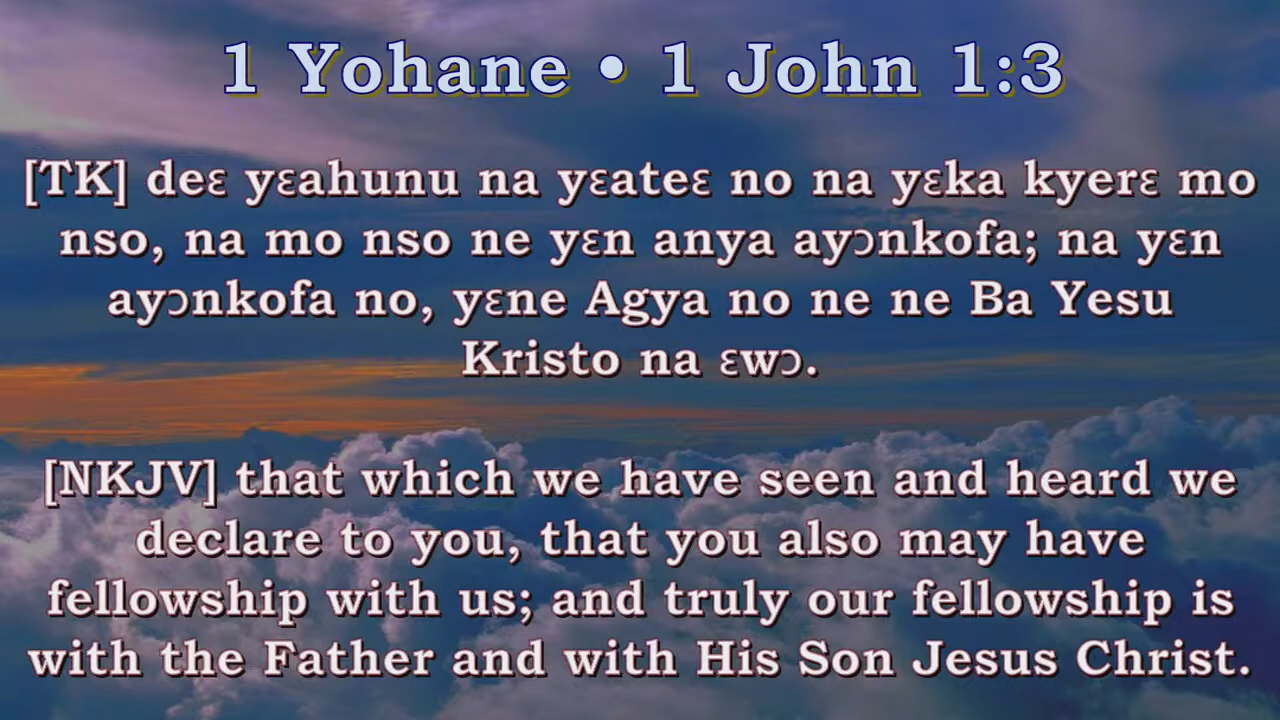 1 Yohane • 1 John 1:3
[TK] deɛ yɛahunu na yɛateɛ no na yɛka kyerɛ mo
nso, na mo nso ne yɛn anya ayɔnkofa; na yɛn
ayɔnkofa no, yɛne Agya no ne ne Ba Yesu
Kristo na ɛwɔ.
[NKJV] that which we have seen and heard we
declare to you, that you also may have
fellowship with us; and truly our fellowship is
with the Father and with His Son Jesus Christ.